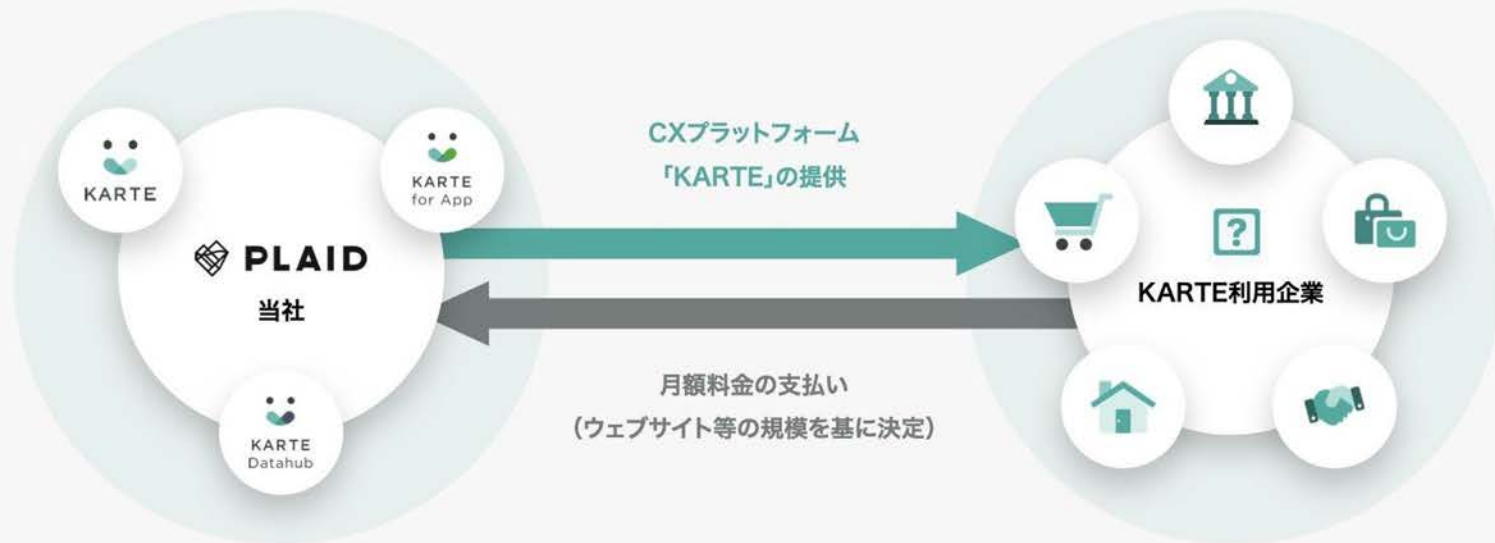 KARTE
KARTE
for App
PLAID
当社
KARTE
Datahub
CXプラットフォーム
「KARTE」の提供
月額料金の支払い
(ウェブサイト等の規模を基に決定)
?
KARTE利用企業